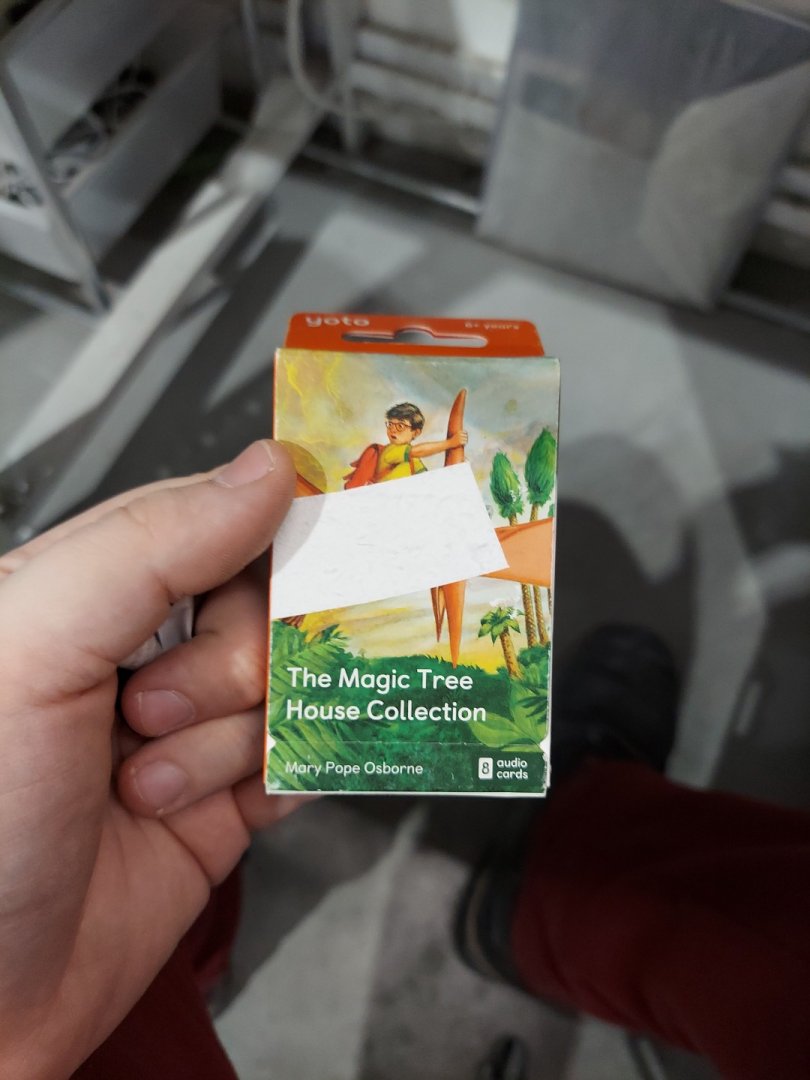 yoto
6+ years
The Magic Tree
House Collection
Mary Pope Osborne
8 audio
cards